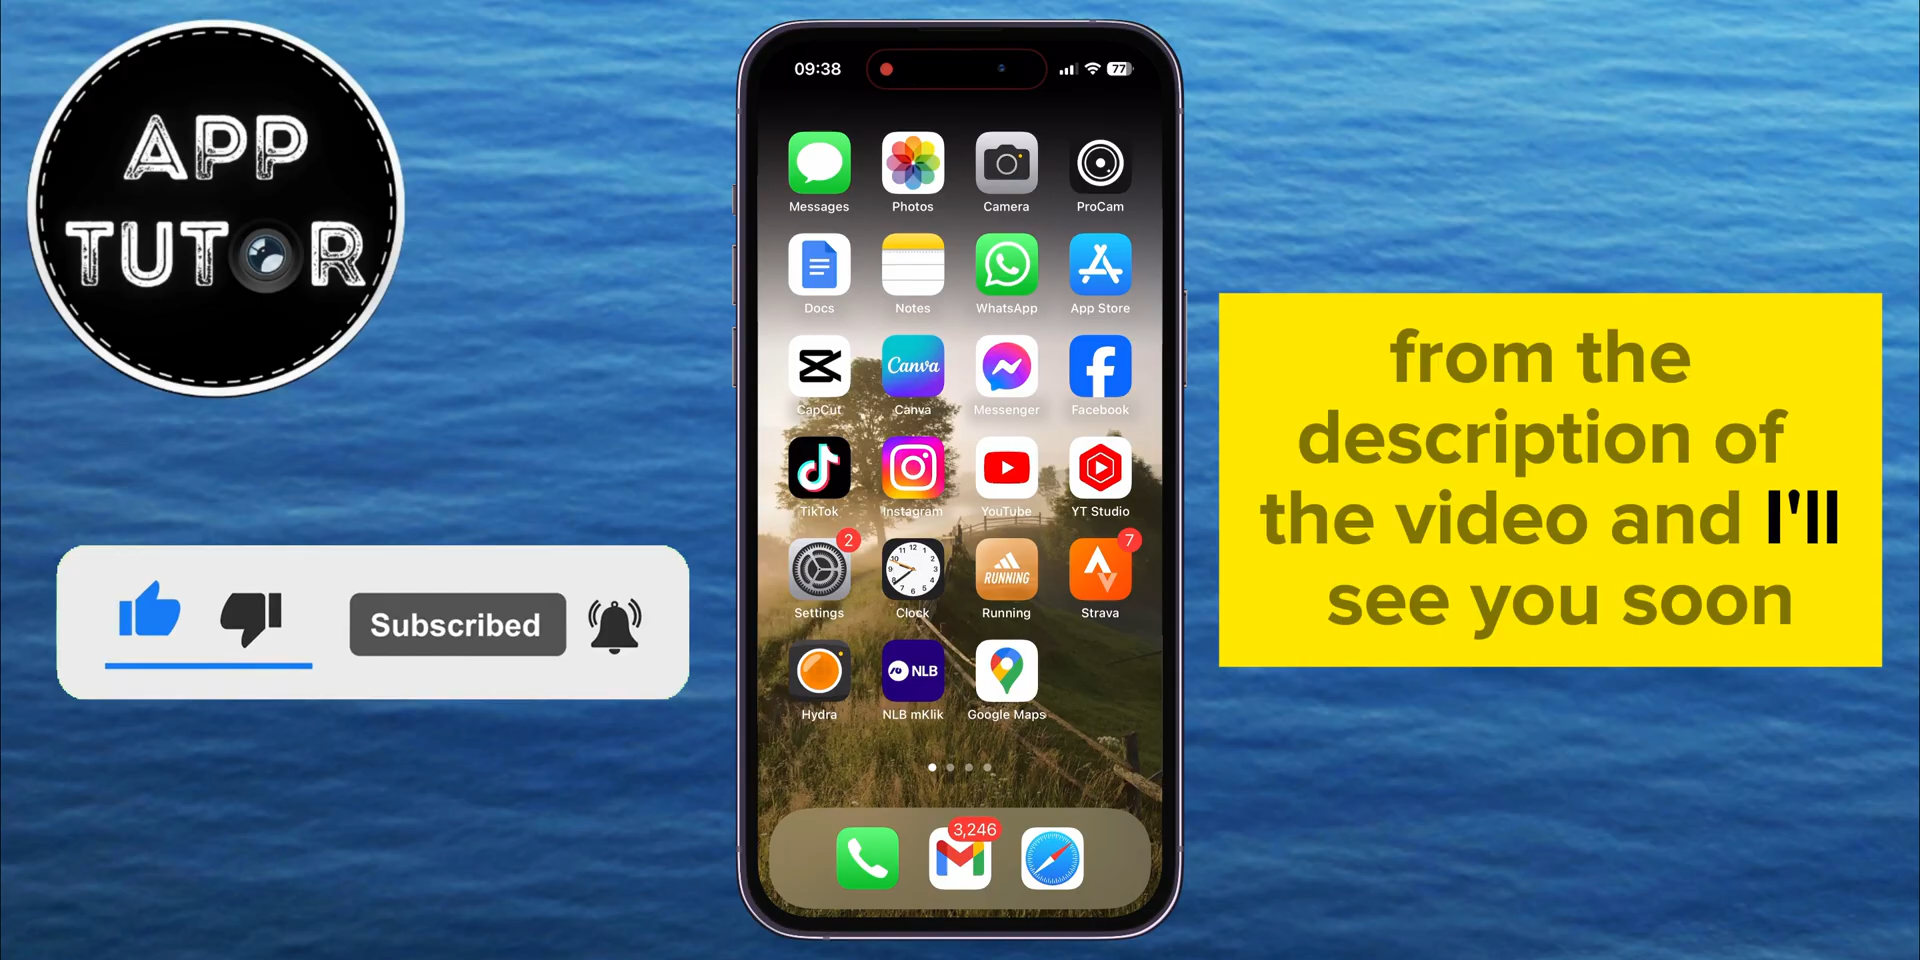 APP
TUTOR
09:38
77
Messages
Photos
Camera
ProCam
Docs
Notes
WhatsApp
App Store
Canva
CapCut
Canva
Messenger
Facebook
TikTok
Instagram
YouTube
YT Studio
2
7
RUNNING
Settings
Clock
Running
Strava
NLB
Hydra
NLB mKlik
Google Maps
3,246
Subscribed
from the
description of
the video and I'll
see you soon